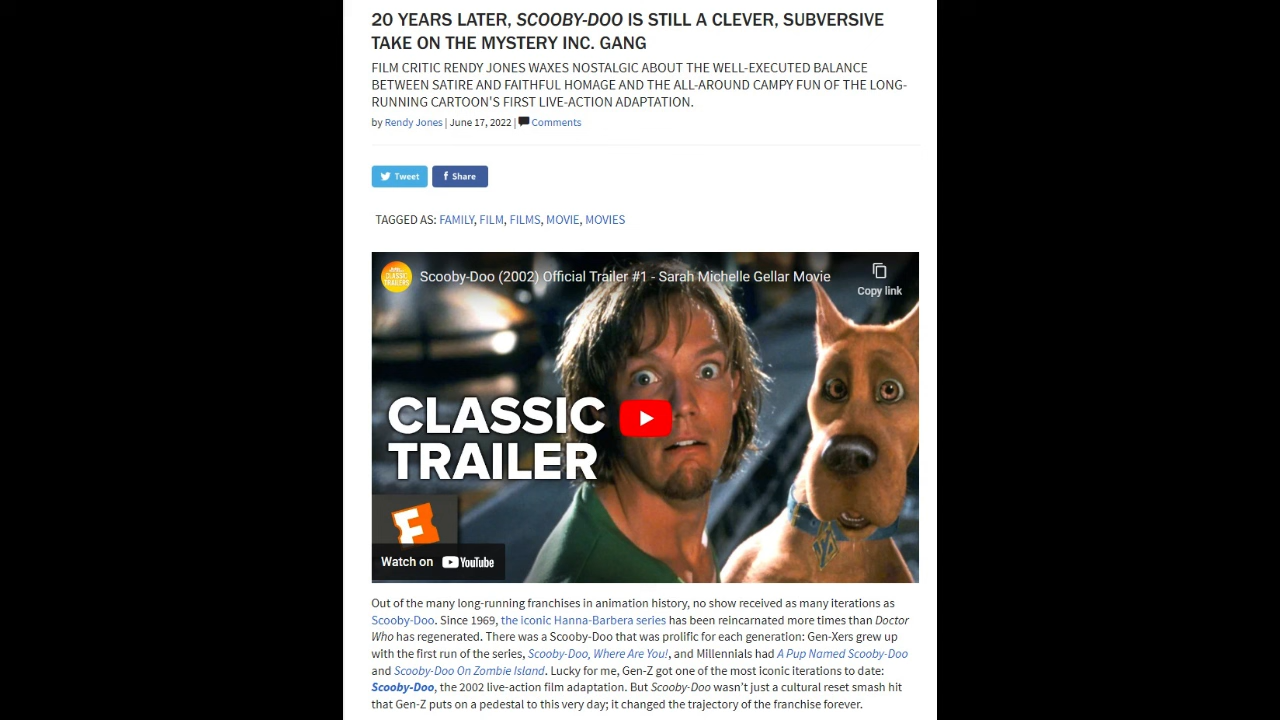 20 YEARS LATER, SCOOBY-DOO IS STILL A CLEVER, SUBVERSIVE
TAKE ON THE MYSTERY INC. GANG
FILM CRITIC RENDY JONES WAXES NOSTALGIC ABOUT THE WELL-EXECUTED BALANCE
BETWEEN SATIRE AND FAITHFUL HOMAGE AND THE ALL-AROUND CAMPY FUN OF THE LONG-
RUNNING CARTOON'S FIRST LIVE-ACTION ADAPTATION.
by Rendy Jones | June 17, 2022 | Comments
Tweet
Share
TAGGED AS: FAMILY, FILM, FILMS, MOVIE, MOVIES
CLASSIC TRAILERS
Scooby-Doo (2002) Official Trailer #1 - Sarah Michelle Gellar Movie
Copy link
CLASSIC
TRAILER
F
Watch on YouTube
Out of the many long-running franchises in animation history, no show received as many iterations as
Scooby-Doo. Since 1969, the iconic Hanna-Barbera series has been reincarnated more times than Doctor
Who has regenerated. There was a Scooby-Doo that was prolific for each generation: Gen-Xers grew up
with the first run of the series, Scooby-Doo, Where Are You!, and Millennials had A Pup Named Scooby-Doo
and Scooby-Doo On Zombie Island. Lucky for me, Gen-Z got one of the most iconic iterations to date:
Scooby-Doo, the 2002 live-action film adaptation. But Scooby-Doo wasn't just a cultural reset smash hit
that Gen-Z puts on a pedestal to this very day; it changed the trajectory of the franchise forever.